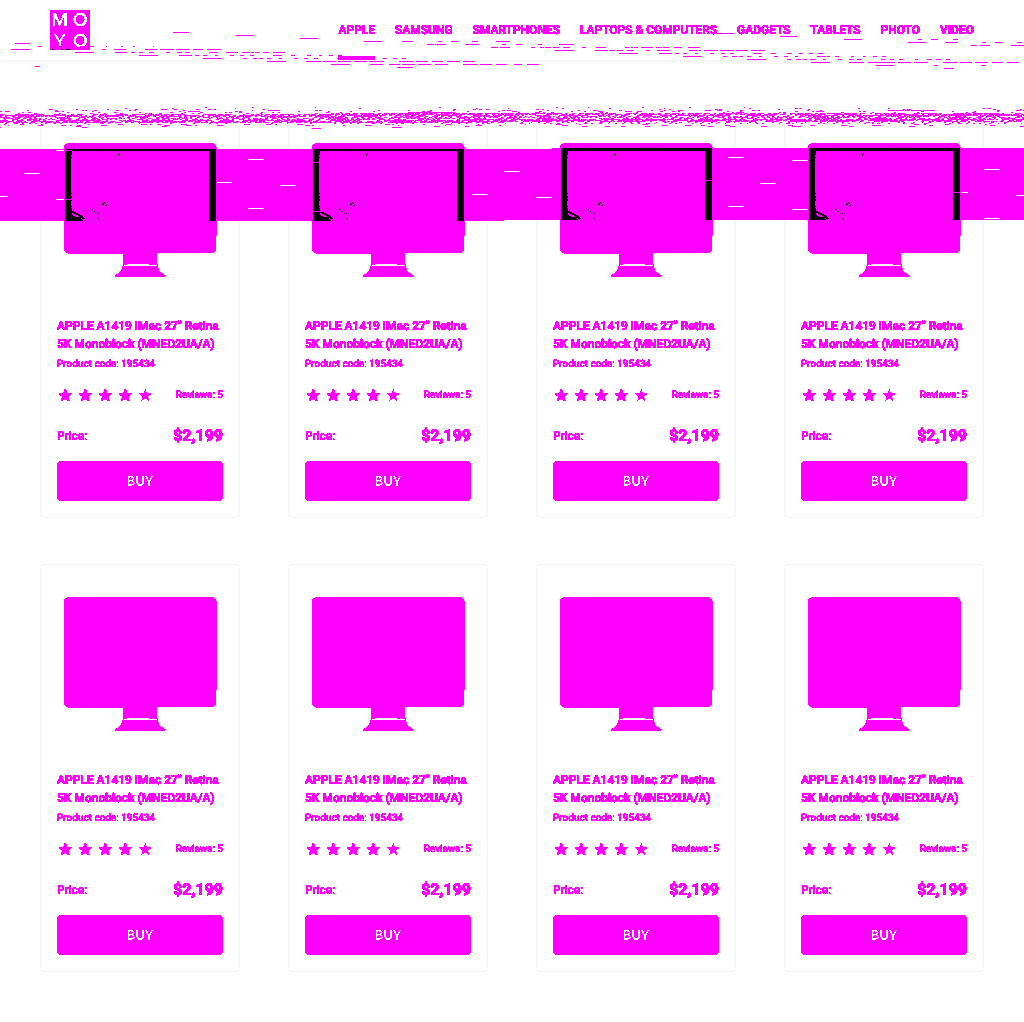 MO
YO
APPLE SAMSUNG SMARTPHONES LAPTOPS & COMPUTERS GADGETS TABLETS PHOTO VIDEO
APPLE A1419 iMac 27" Retina
5K Monoblock (MNED2UA/A)
Product code: 195434
Reviews: 5
Price: $2,199
BUY
APPLE A1419 iMac 27" Retina
5K Monoblock (MNED2UA/A)
Product code: 195434
Reviews: 5
Price: $2,199
BUY
APPLE A1419 iMac 27" Retina
5K Monoblock (MNED2UA/A)
Product code: 195434
Reviews: 5
Price: $2,199
BUY
APPLE A1419 iMac 27" Retina
5K Monoblock (MNED2UA/A)
Product code: 195434
Reviews: 5
Price: $2,199
BUY
APPLE A1419 iMac 27" Retina
5K Monoblock (MNED2UA/A)
Product code: 195434
Reviews: 5
Price: $2,199
BUY
APPLE A1419 iMac 27" Retina
5K Monoblock (MNED2UA/A)
Product code: 195434
Reviews: 5
Price: $2,199
BUY
APPLE A1419 iMac 27" Retina
5K Monoblock (MNED2UA/A)
Product code: 195434
Reviews: 5
Price: $2,199
BUY
APPLE A1419 iMac 27" Retina
5K Monoblock (MNED2UA/A)
Product code: 195434
Reviews: 5
Price: $2,199
BUY